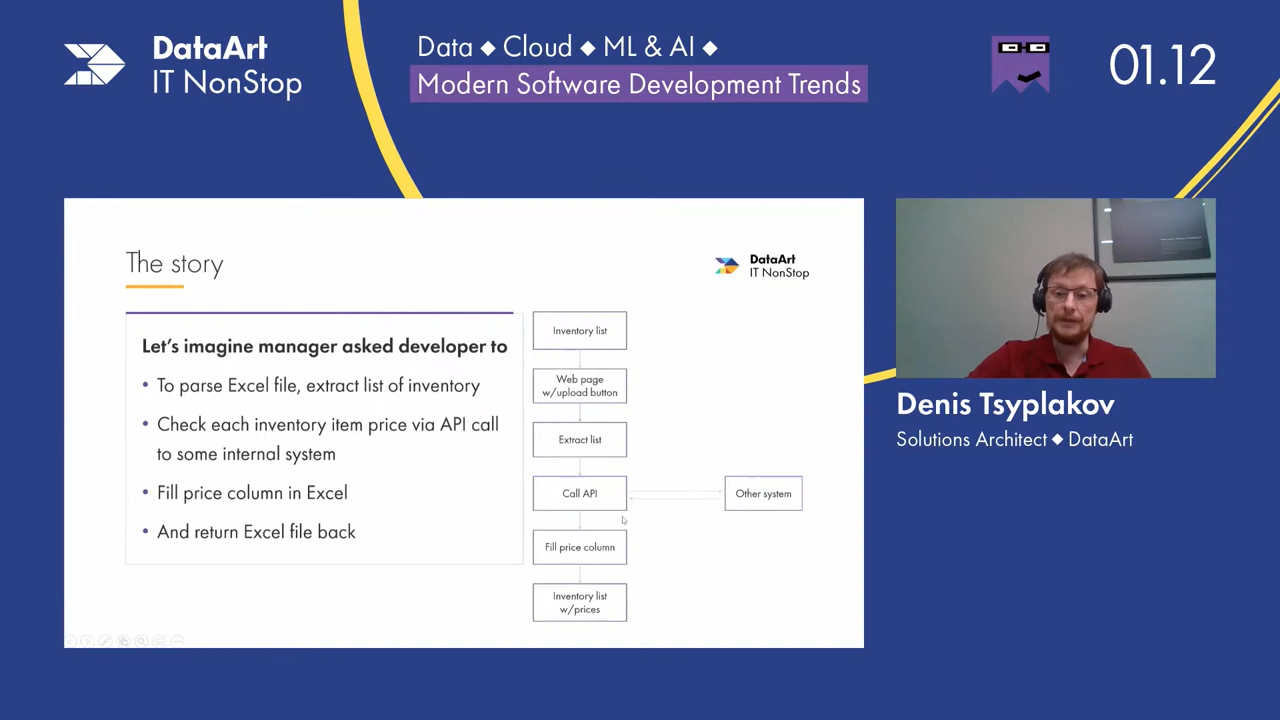 DataArt
IT NonStop
Data ◆ Cloud ◆ ML & AI ◆
Modern Software Development Trends
01.12
The story
DataArt
IT NonStop
Let's imagine manager asked developer to
• To parse Excel file, extract list of inventory
• Check each inventory item price via API call
to some internal system
• Fill price column in Excel
• And return Excel file back
Inventory list
Web page
w/upload button
Extract list
Call API
Other system
Fill price column
Inventory list
w/prices
Denis Tsyplakov
Solutions Architect ◆ DataArt